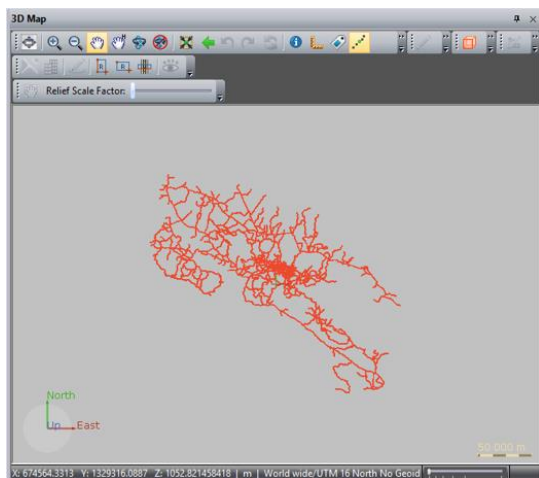 3D Map
Relief Scale Factor:
North
Up
East
50 000 m
X: 674564.3313 Y: 1329316.0887 Z: 1052.821458418 | m | World wide/UTM 16 North No Geoid